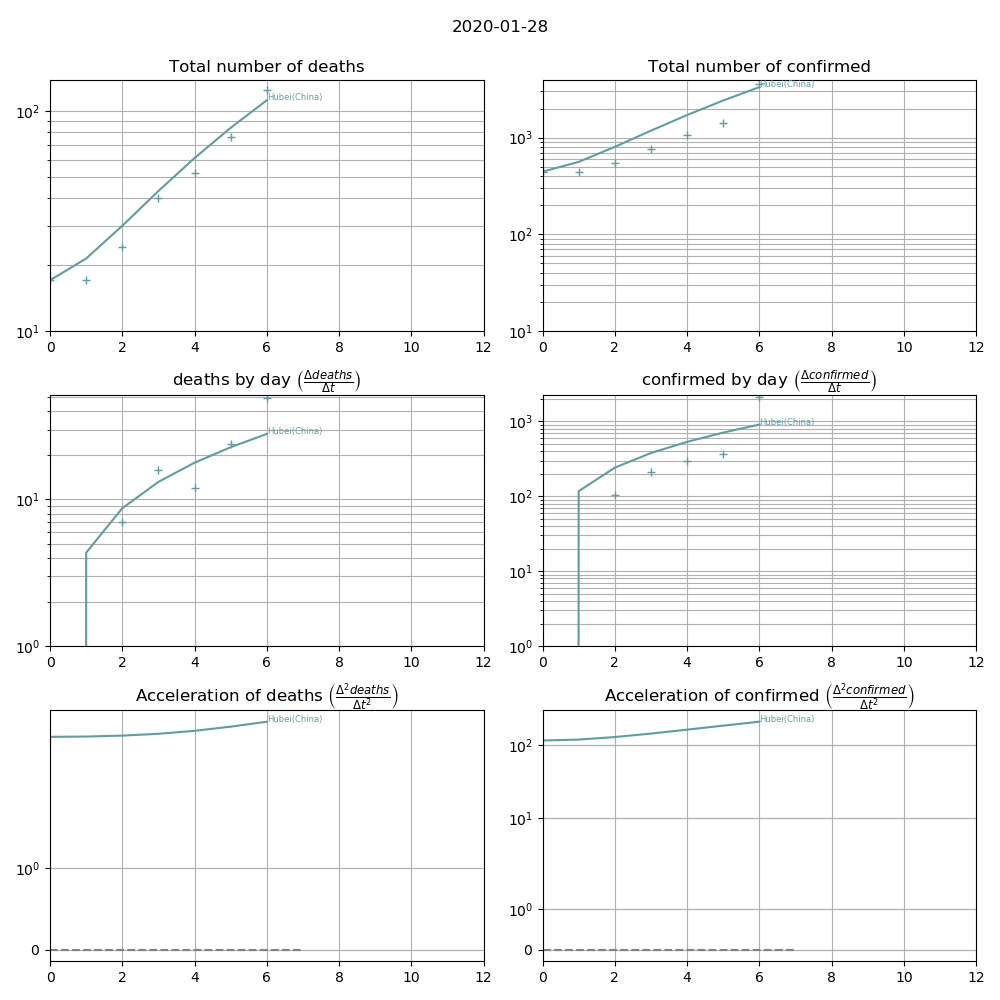 2020-01-28
Total number of deaths
10²
10¹
Hubei(China)
0 2 4 6 8 10 12
Total number of confirmed
10³
10²
10¹
Hubei(China)
0 2 4 6 8 10 12
deaths by day (Δdeaths/Δt)
10¹
10⁰
Hubei(China)
0 2 4 6 8 10 12
confirmed by day (Δconfirmed/Δt)
10³
10²
10¹
10⁰
Hubei(China)
0 2 4 6 8 10 12
Acceleration of deaths (Δ²deaths/Δt²)
Hubei(China)
10⁰
0
0 2 4 6 8 10 12
Acceleration of confirmed (Δ²confirmed/Δt²)
Hubei(China)
10²
10¹
10⁰
0
0 2 4 6 8 10 12